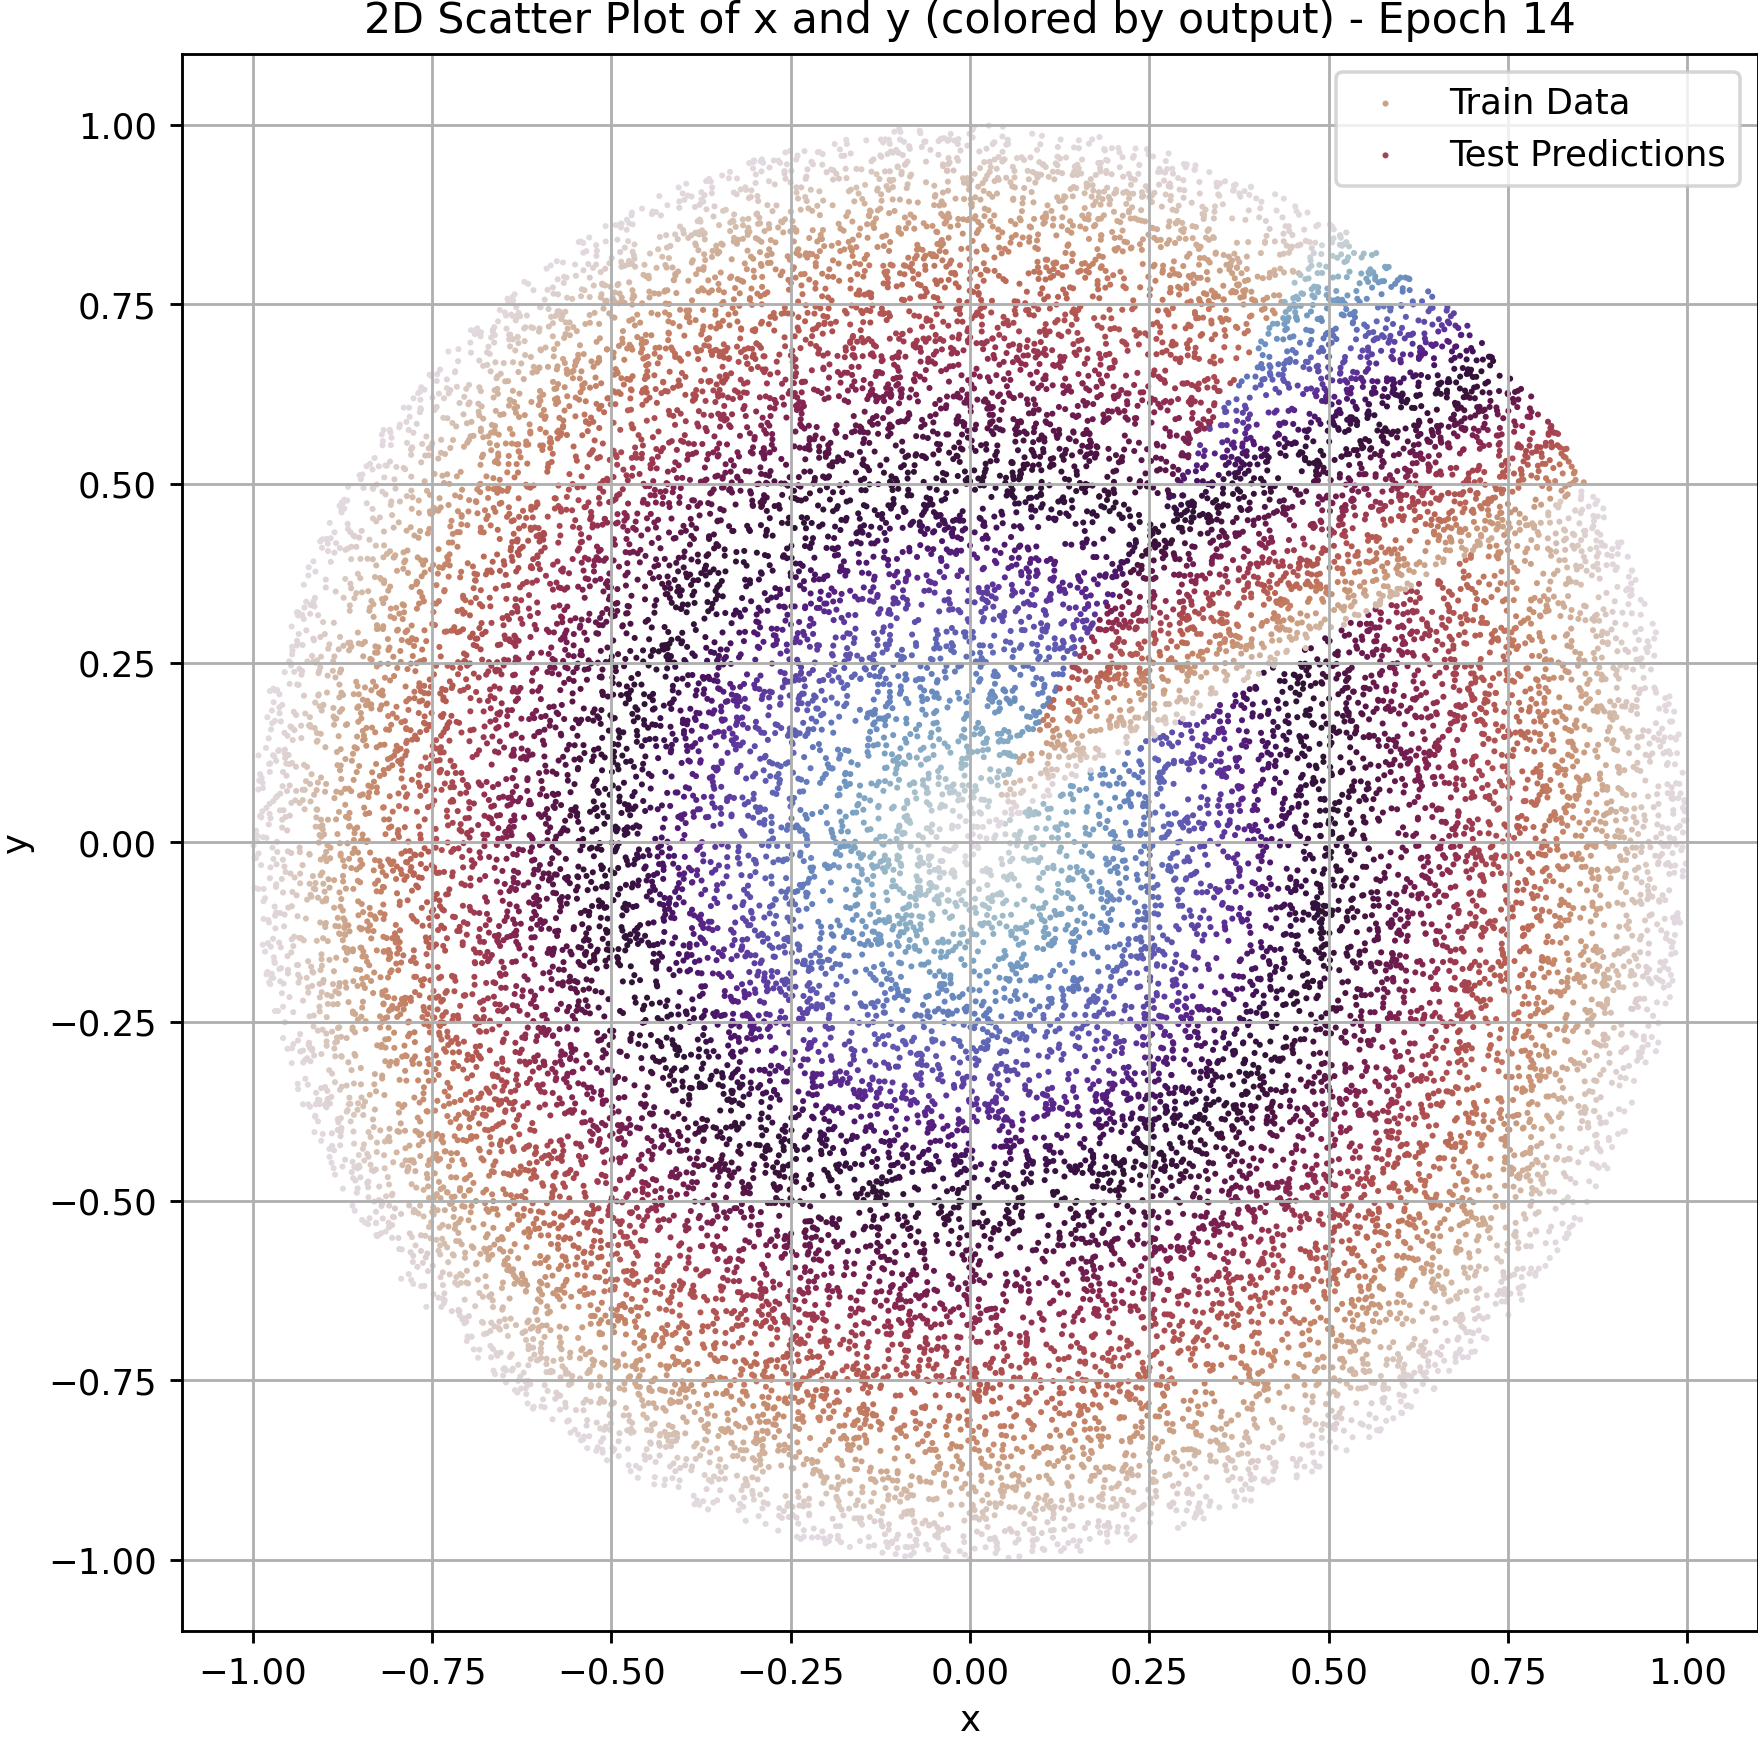 2D Scatter Plot of x and y (colored by output) - Epoch 14
Train Data
Test Predictions
1.00
0.75
0.50
0.25
0.00
−0.25
−0.50
−0.75
−1.00
y
−1.00 −0.75 −0.50 −0.25 0.00 0.25 0.50 0.75 1.00
x